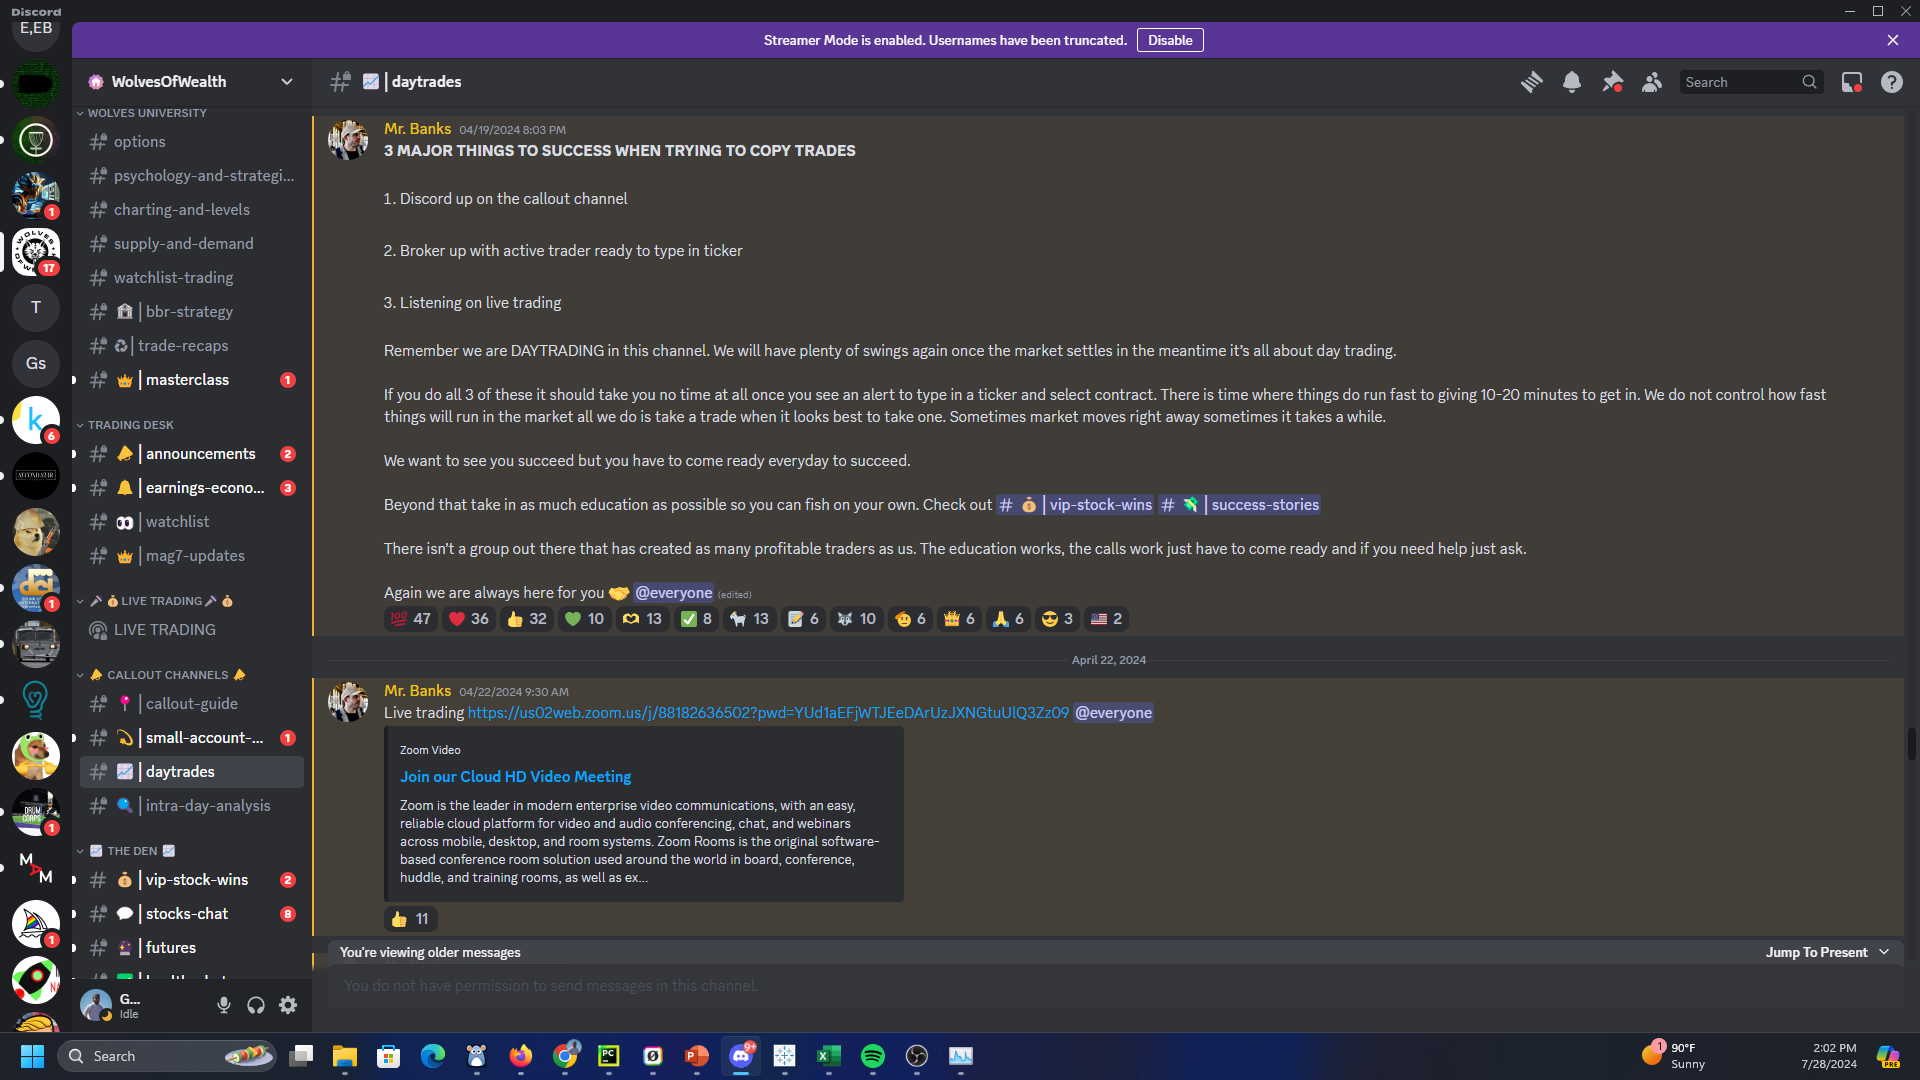 Discord
E,EB
Streamer Mode is enabled. Usernames have been truncated.
Disable
WolvesOfWealth
| daytrades
Search
WOLVES UNIVERSITY
options
psychology-and-strategi...
charting-and-levels
supply-and-demand
watchlist-trading
| bbr-strategy
| trade-recaps
| masterclass
1
TRADING DESK
| announcements
2
| earnings-econo...
3
| watchlist
| mag7-updates
LIVE TRADING
LIVE TRADING
CALLOUT CHANNELS
| callout-guide
| small-account-...
1
| daytrades
| intra-day-analysis
THE DEN
| vip-stock-wins
2
| stocks-chat
8
| futures
1
WOLVES
17
T
Gs
k
6
SECOND STAR
dci
1
DRUM CORPS
1
M A M
1
G...
Idle
Mr. Banks 04/19/2024 8:03 PM
3 MAJOR THINGS TO SUCCESS WHEN TRYING TO COPY TRADES
1. Discord up on the callout channel
2. Broker up with active trader ready to type in ticker
3. Listening on live trading
Remember we are DAYTRADING in this channel. We will have plenty of swings again once the market settles in the meantime it’s all about day trading.
If you do all 3 of these it should take you no time at all once you see an alert to type in a ticker and select contract. There is time where things do run fast to giving 10-20 minutes to get in. We do not control how fast
things will run in the market all we do is take a trade when it looks best to take one. Sometimes market moves right away sometimes it takes a while.
We want to see you succeed but you have to come ready everyday to succeed.
Beyond that take in as much education as possible so you can fish on your own. Check out # 💰 | vip-stock-wins # 💸 | success-stories
There isn’t a group out there that has created as many profitable traders as us. The education works, the calls work just have to come ready and if you need help just ask.
Again we are always here for you 🤝 @everyone (edited)
💯 47 ❤️ 36 👍 32 💚 10 🫶 13 ✅ 8 🐐 13 📝 6 🐺 10 🫡 6 👑 6 🙏 6 😎 3 🇺🇸 2
April 22, 2024
Mr. Banks 04/22/2024 9:30 AM
Live trading https://us02web.zoom.us/j/88182636502?pwd=YUd1aEFjWTJEeDArUzJXNGtuUlQ3Zz09 @everyone
Zoom Video
Join our Cloud HD Video Meeting
Zoom is the leader in modern enterprise video communications, with an easy,
reliable cloud platform for video and audio conferencing, chat, and webinars
across mobile, desktop, and room systems. Zoom Rooms is the original software-
based conference room solution used around the world in board, conference,
huddle, and training rooms, as well as ex...
👍 11
You're viewing older messages
Jump To Present
You do not have permission to send messages in this channel.
Search
PC
9+
1
90°F
Sunny
2:02 PM
7/28/2024
PRE